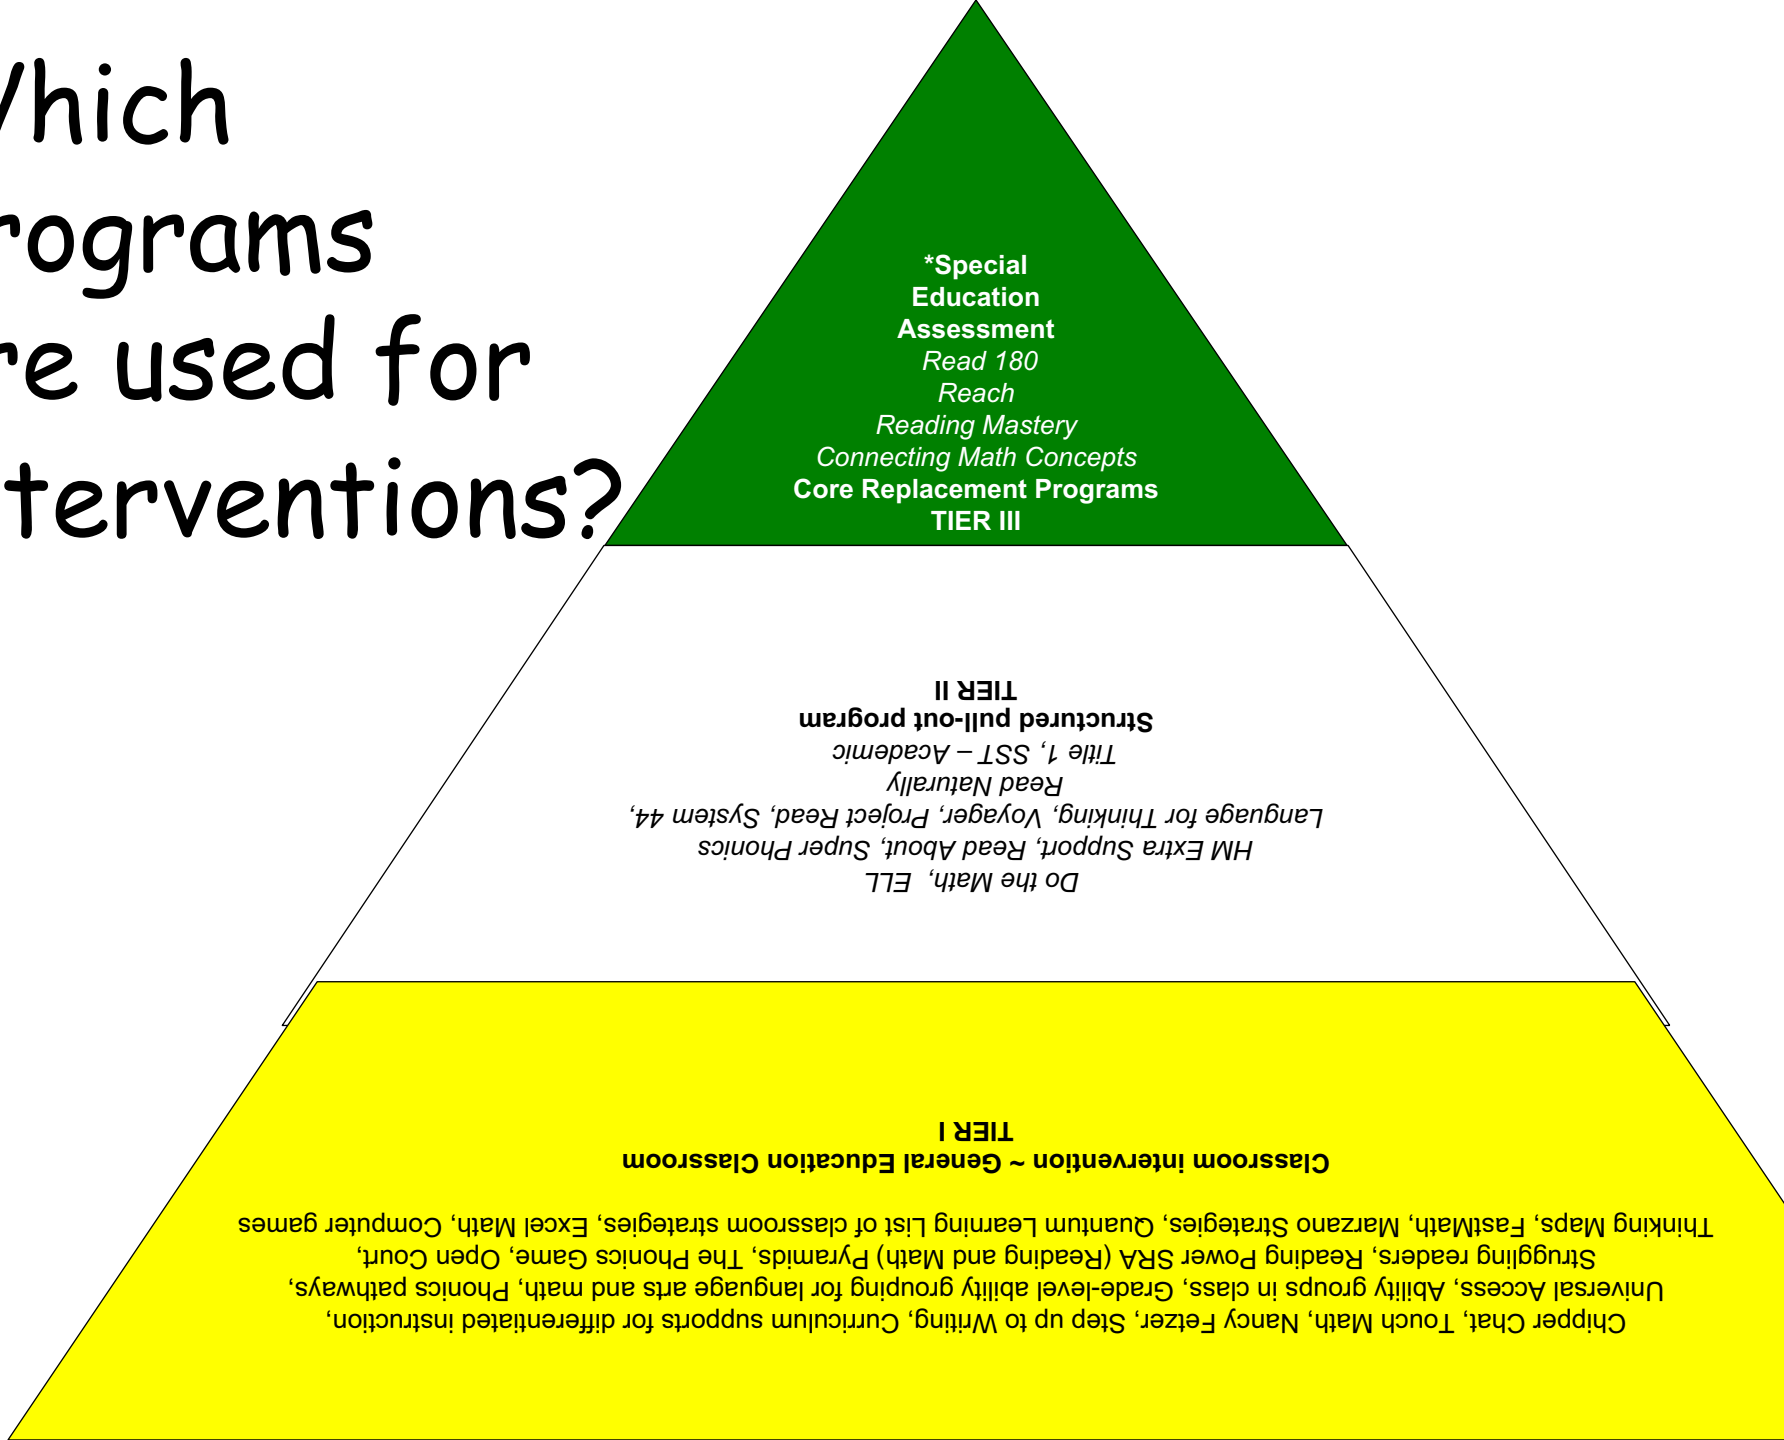 Which
rograms
re used for
terventions?
*Special
Education
Assessment
Read 180
Reach
Reading Mastery
Connecting Math Concepts
Core Replacement Programs
TIER III
Do the Math, ELL
HM Extra Support, Read About, Super Phonics
Language for Thinking, Voyager, Project Read, System 44,
Read Naturally
Title 1, SST – Academic
Structured pull-out program
TIER II
Chipper Chat, Touch Math, Nancy Fetzer, Step up to Writing, Curriculum supports for differentiated instruction,
Universal Access, Ability groups in class, Grade-level ability grouping for language arts and math, Phonics pathways,
Struggling readers, Reading Power SRA (Reading and Math) Pyramids, The Phonics Game, Open Court,
Thinking Maps, FastMath, Marzano Strategies, Quantum Learning List of classroom strategies, Excel Math, Computer games
Classroom intervention ~ General Education Classroom
TIER I